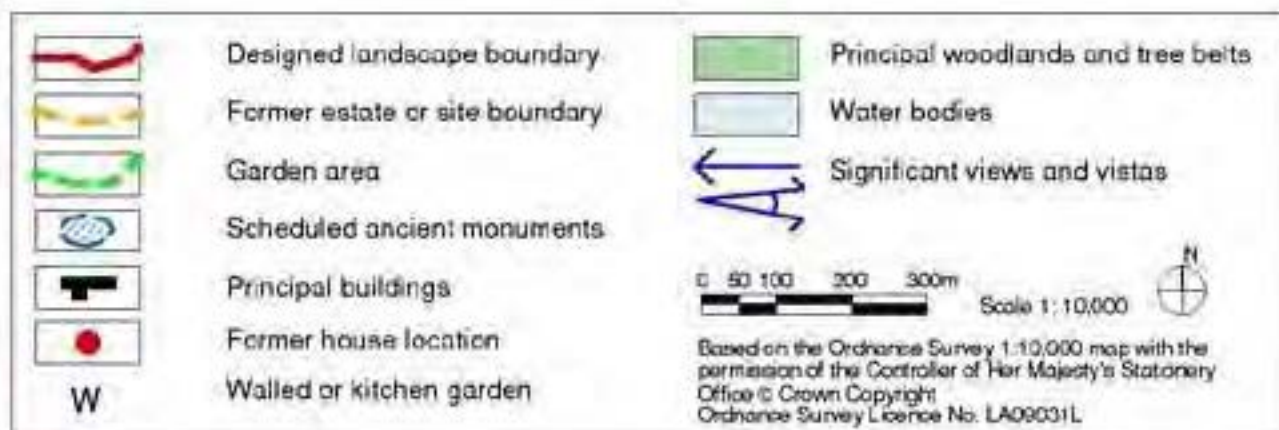 Designed landscape boundary
Former estate or site boundary
Garden area
Scheduled ancient monuments
Principal buildings
Former house location
W Walled or kitchen garden
Principal woodlands and tree belts
Water bodies
Significant views and vistas
N
0 50 100 200 300m
Scale 1:10,000
Based on the Ordnance Survey 1:10,000 map with the
permission of the Controller of Her Majesty's Stationery
Office © Crown Copyright
Ordnance Survey Licence No. LA09031L